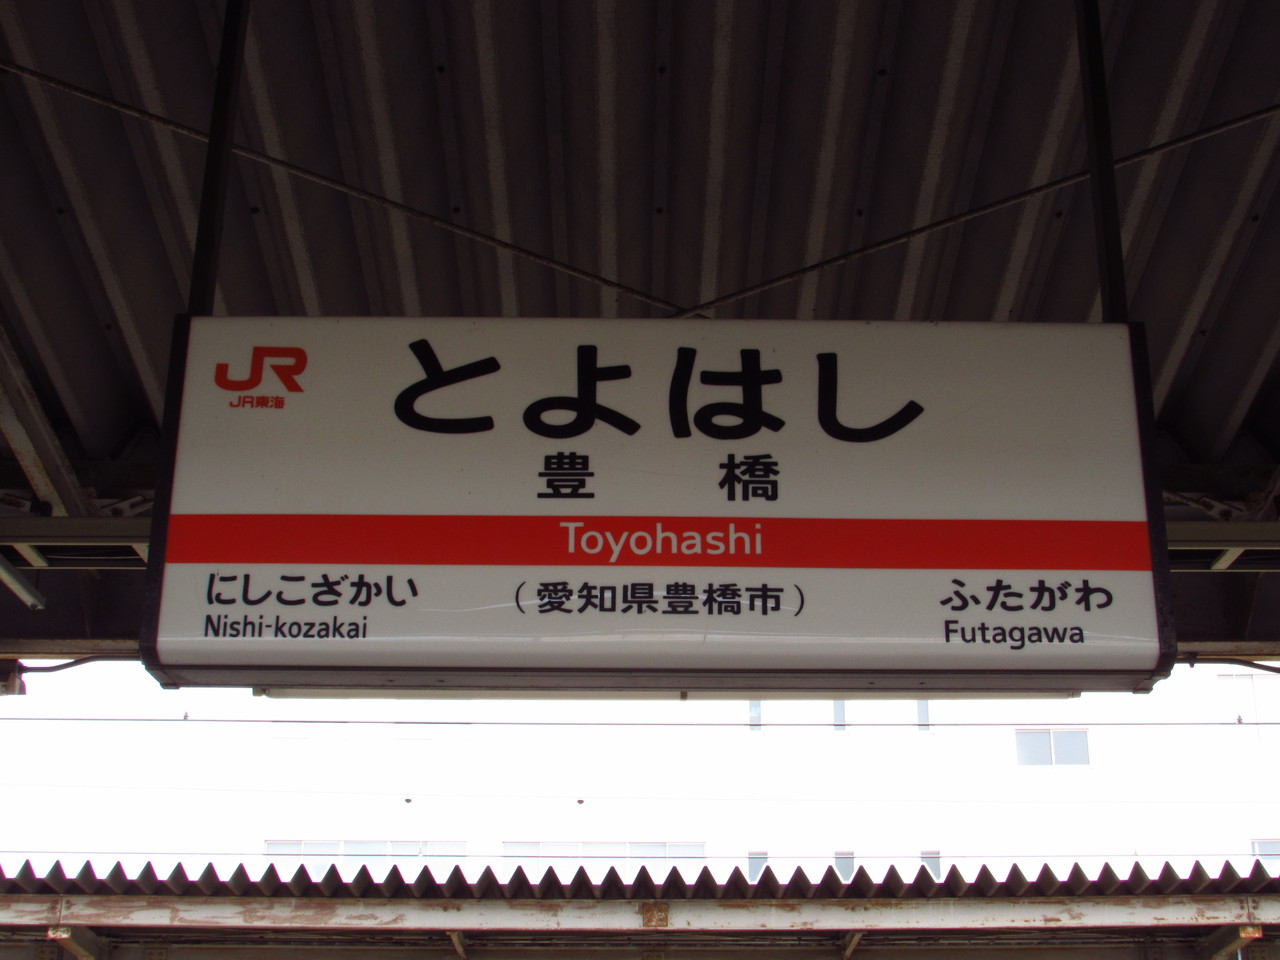 JR
JR東海
とよはし
豊橋
Toyohashi
にしこざかい
Nishi-kozakai
（愛知県豊橋市）
ふたがわ
Futagawa